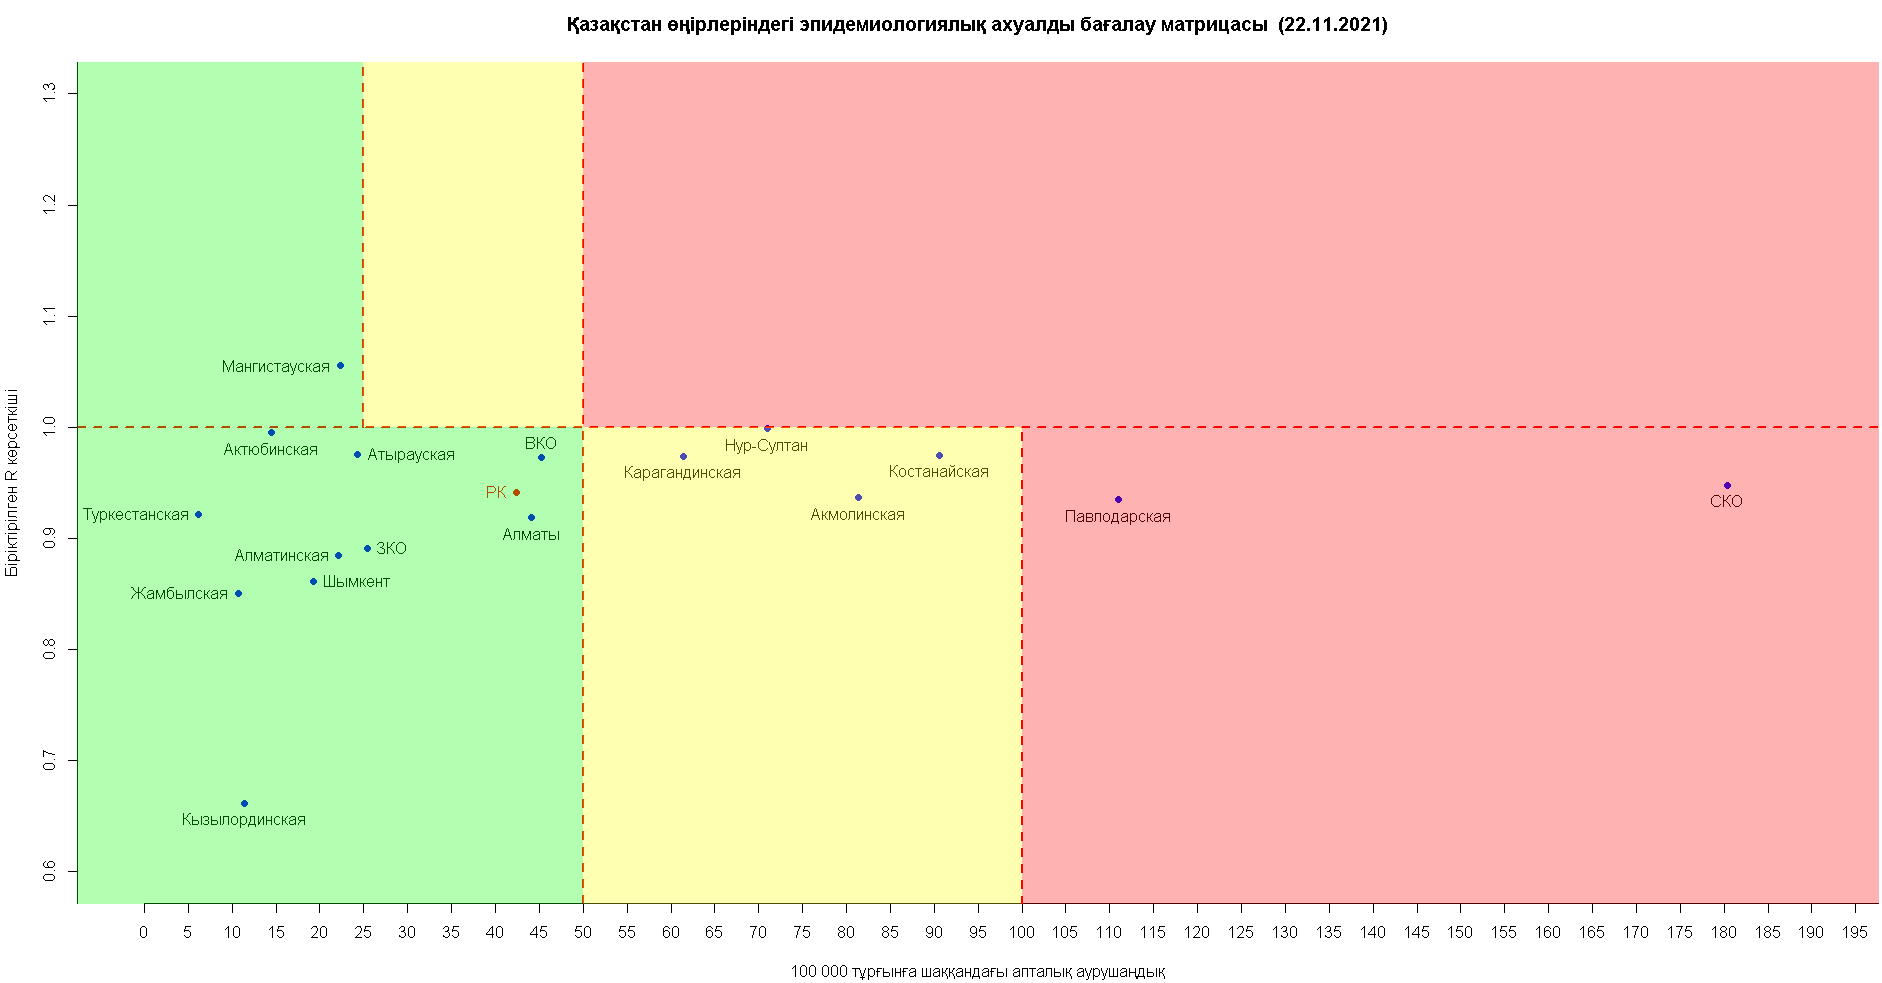 Қазақстан өңірлеріндегі эпидемиологиялық ахуалды бағалау матрицасы (22.11.2021)
Біріктірілген R көрсеткіші
1.3
1.2
1.1
1.0
0.9
0.8
0.7
0.6
Мангистауская
Актюбинская
Атырауская
ВКО
РК
Алматы
Туркестанская
Алматинская
ЗКО
Шымкент
Жамбылская
Кызылординская
Нур-Султан
Карагандинская
Костанайская
Акмолинская
Павлодарская
СКО
0 5 10 15 20 25 30 35 40 45 50 55 60 65 70 75 80 85 90 95 100 105 110 115 120 125 130 135 140 145 150 155 160 165 170 175 180 185 190 195
100 000 тұрғынға шаққандағы апталық аурушаңдық